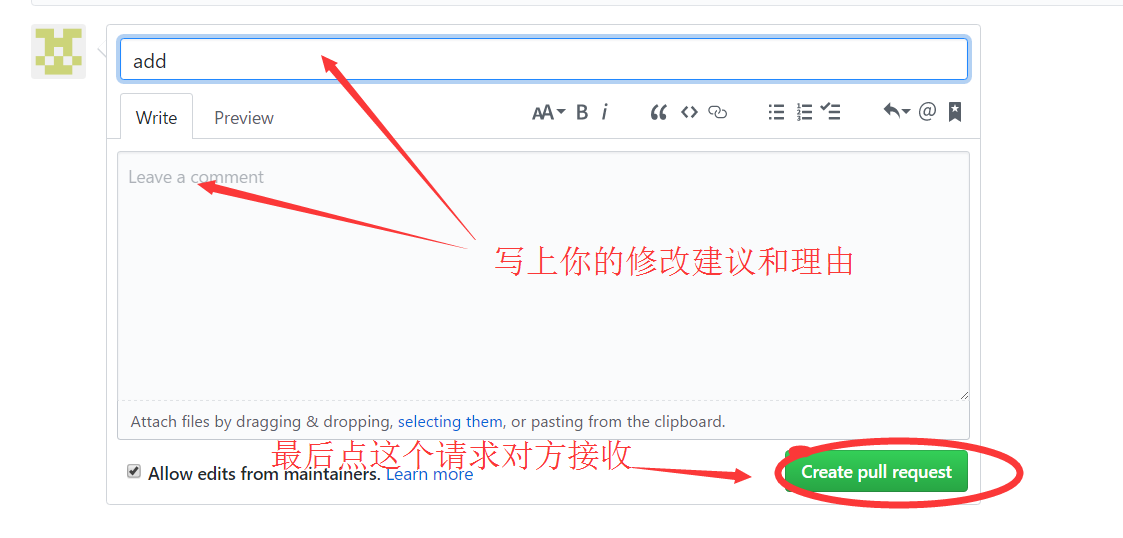 add
Write Preview
Leave a comment
写上你的修改建议和理由
Attach files by dragging & dropping, selecting them, or pasting from the clipboard.
最后点这个请求对方接收
Allow edits from maintainers. Learn more
Create pull request